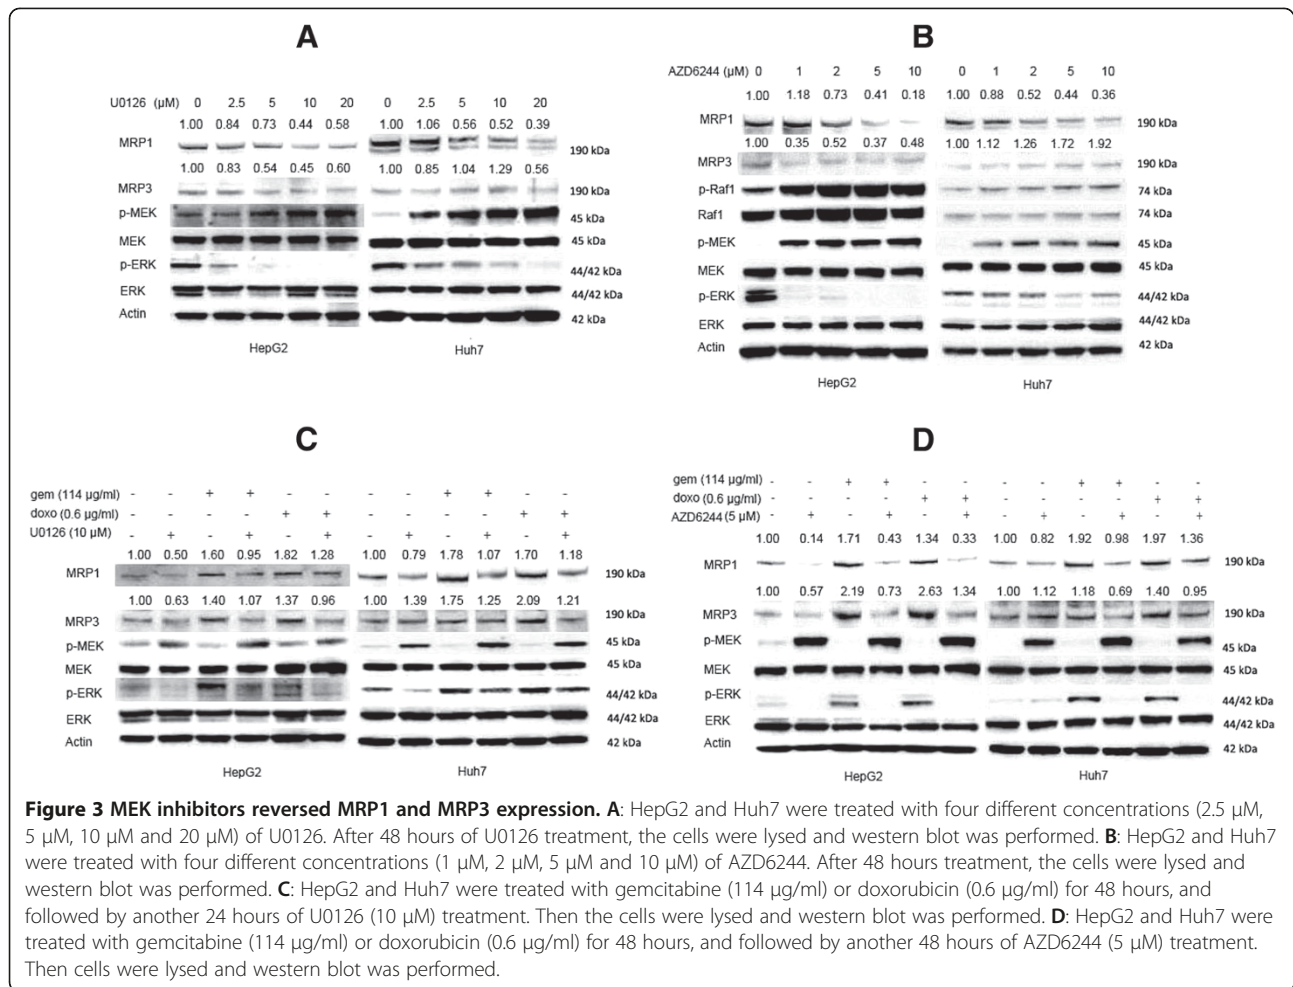 A
U0126 (µM) 0 2.5 5 10 20 0 2.5 5 10 20
1.00 0.84 0.73 0.44 0.58 1.00 1.06 0.56 0.52 0.39
MRP1 190 kDa
1.00 0.83 0.54 0.45 0.60 1.00 0.85 1.04 1.29 0.56
MRP3 190 kDa
p-MEK 45 kDa
MEK 45 kDa
p-ERK 44/42 kDa
ERK 44/42 kDa
Actin 42 kDa
HepG2 Huh7
B
AZD6244 (µM) 0 1 2 5 10 0 1 2 5 10
1.00 1.18 0.73 0.41 0.18 1.00 0.88 0.52 0.44 0.36
MRP1 190 kDa
1.00 0.35 0.52 0.37 0.48 1.00 1.12 1.26 1.72 1.92
MRP3 190 kDa
p-Raf1 74 kDa
Raf1 74 kDa
p-MEK 45 kDa
MEK 45 kDa
p-ERK 44/42 kDa
ERK 44/42 kDa
Actin 42 kDa
HepG2 Huh7
C
gem (114 µg/ml) - - + + - - - - + + - -
doxo (0.6 µg/ml) - - - - + + - - - - + +
U0126 (10 µM) - + - + - + - + - + - +
1.00 0.50 1.60 0.95 1.82 1.28 1.00 0.79 1.78 1.07 1.70 1.18
MRP1 190 kDa
1.00 0.63 1.40 1.07 1.37 0.96 1.00 1.39 1.75 1.25 2.09 1.21
MRP3 190 kDa
p-MEK 45 kDa
MEK 45 kDa
p-ERK 44/42 kDa
ERK 44/42 kDa
Actin 42 kDa
HepG2 Huh7
D
gem (114 µg/ml) - - + + - - - - + + - -
doxo (0.6 µg/ml) - - - - + + - - - - + +
AZD6244 (5 µM) - + - + - + - + - + - +
1.00 0.14 1.71 0.43 1.34 0.33 1.00 0.82 1.92 0.98 1.97 1.36
MRP1 190 kDa
1.00 0.57 2.19 0.73 2.63 1.34 1.00 1.12 1.18 0.69 1.40 0.95
MRP3 190 kDa
p-MEK 45 kDa
MEK 45 kDa
p-ERK 44/42 kDa
ERK 44/42 kDa
Actin 42 kDa
HepG2 Huh7
Figure 3 MEK inhibitors reversed MRP1 and MRP3 expression. A: HepG2 and Huh7 were treated with four different concentrations (2.5 µM,
5 µM, 10 µM and 20 µM) of U0126. After 48 hours of U0126 treatment, the cells were lysed and western blot was performed. B: HepG2 and Huh7
were treated with four different concentrations (1 µM, 2 µM, 5 µM and 10 µM) of AZD6244. After 48 hours treatment, the cells were lysed and
western blot was performed. C: HepG2 and Huh7 were treated with gemcitabine (114 µg/ml) or doxorubicin (0.6 µg/ml) for 48 hours, and
followed by another 24 hours of U0126 (10 µM) treatment. Then the cells were lysed and western blot was performed. D: HepG2 and Huh7 were
treated with gemcitabine (114 µg/ml) or doxorubicin (0.6 µg/ml) for 48 hours, and followed by another 48 hours of AZD6244 (5 µM) treatment.
Then cells were lysed and western blot was performed.